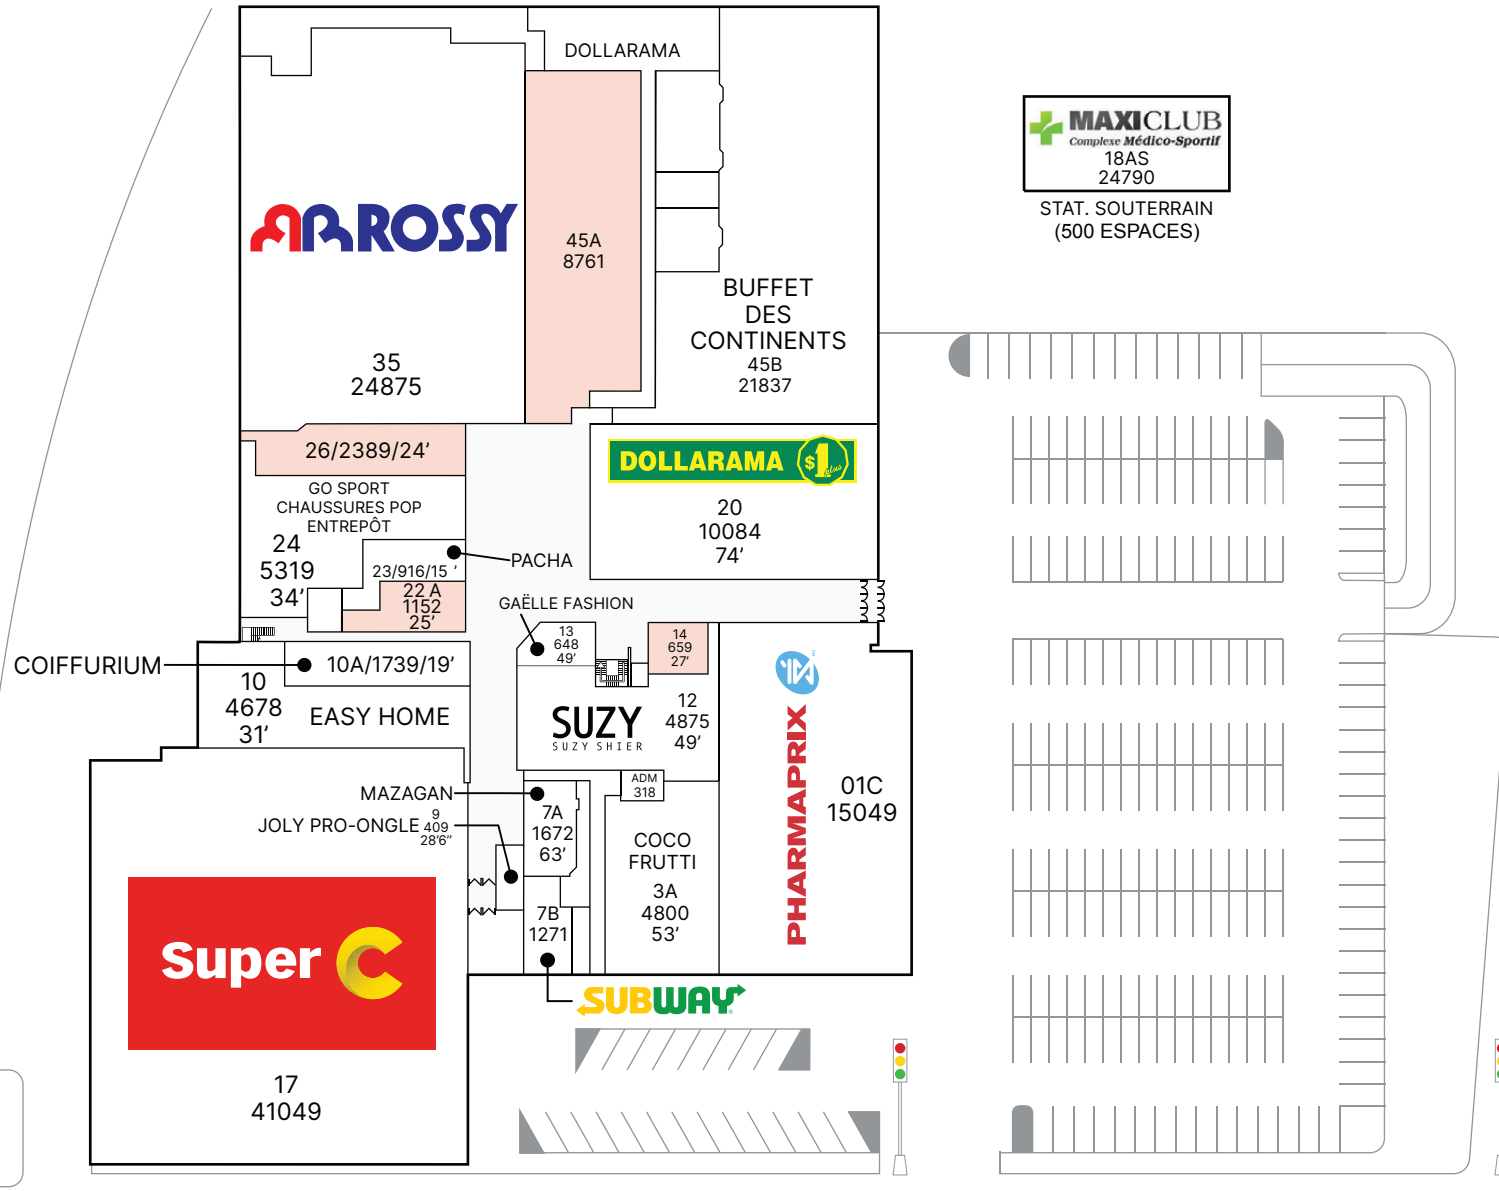 DOLLARAMA
MAXICLUB
Complexe Médico-Sportif
18AS
24790
STAT. SOUTERRAIN
(500 ESPACES)
ROSSY
35
24875
45A
8761
BUFFET
DES
CONTINENTS
45B
21837
26/2389/24’
GO SPORT
CHAUSSURES POP
ENTREPÔT
24
5319
34’
DOLLARAMA $1 plus
20
10084
74’
PACHA
23/916/15 ’
22 A
1152
25’
GAËLLE FASHION
13
648
49’
14
659
27’
COIFFURIUM
10A/1739/19’
10
4678
31’
EASY HOME
SUZY
SUZY SHIER
12
4875
49’
PHARMAPRIX
01C
15049
ADM
318
MAZAGAN
7A
1672
63’
JOLY PRO-ONGLE
9
409
28’6’’
COCO
FRUTTI
3A
4800
53’
7B
1271
SUBWAY
Super C
17
41049